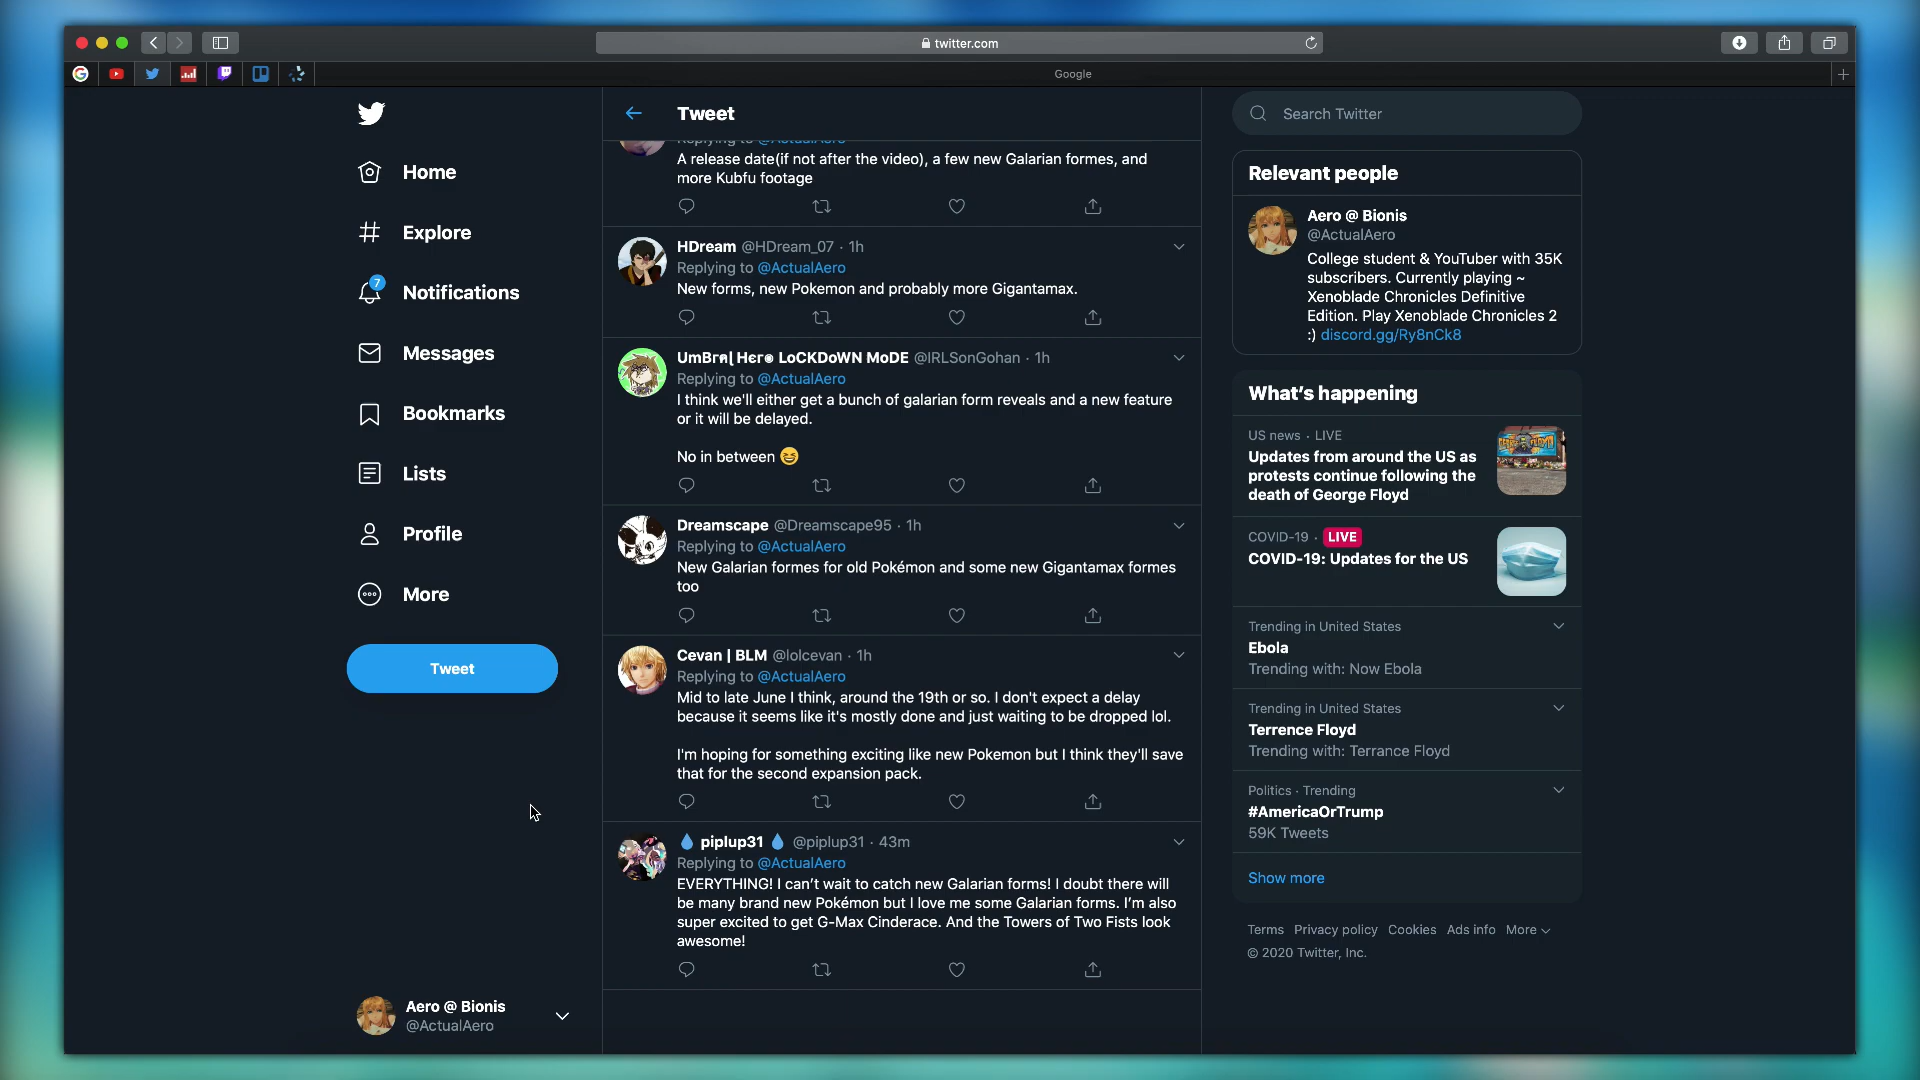 twitter.com
Google
Home
Explore
7
Notifications
Messages
Bookmarks
Lists
Profile
More
Tweet
Aero @ Bionis
@ActualAero
Tweet
Replying to @ActualAero
A release date(if not after the video), a few new Galarian formes, and
more Kubfu footage
HDream @HDream_07 · 1h
Replying to @ActualAero
New forms, new Pokemon and probably more Gigantamax.
UmBrคɭ Hєr๏ LoCKDoWN MoDE @IRLSonGohan · 1h
Replying to @ActualAero
I think we'll either get a bunch of galarian form reveals and a new feature
or it will be delayed.
No in between 😆
Dreamscape @Dreamscape95 · 1h
Replying to @ActualAero
New Galarian formes for old Pokémon and some new Gigantamax formes
too
Cevan | BLM @lolcevan · 1h
Replying to @ActualAero
Mid to late June I think, around the 19th or so. I don't expect a delay
because it seems like it's mostly done and just waiting to be dropped lol.
I'm hoping for something exciting like new Pokemon but I think they'll save
that for the second expansion pack.
💧 piplup31 💧 @piplup31 · 43m
Replying to @ActualAero
EVERYTHING! I can't wait to catch new Galarian forms! I doubt there will
be many brand new Pokémon but I love me some Galarian forms. I'm also
super excited to get G-Max Cinderace. And the Towers of Two Fists look
awesome!
Search Twitter
Relevant people
Aero @ Bionis
@ActualAero
College student & YouTuber with 35K
subscribers. Currently playing ~
Xenoblade Chronicles Definitive
Edition. Play Xenoblade Chronicles 2
:) discord.gg/Ry8nCk8
What's happening
US news · LIVE
Updates from around the US as
protests continue following the
death of George Floyd
COVID-19 · LIVE
COVID-19: Updates for the US
Trending in United States
Ebola
Trending with: Now Ebola
Trending in United States
Terrence Floyd
Trending with: Terrance Floyd
Politics · Trending
#AmericaOrTrump
59K Tweets
Show more
Terms Privacy policy Cookies Ads info More
© 2020 Twitter, Inc.